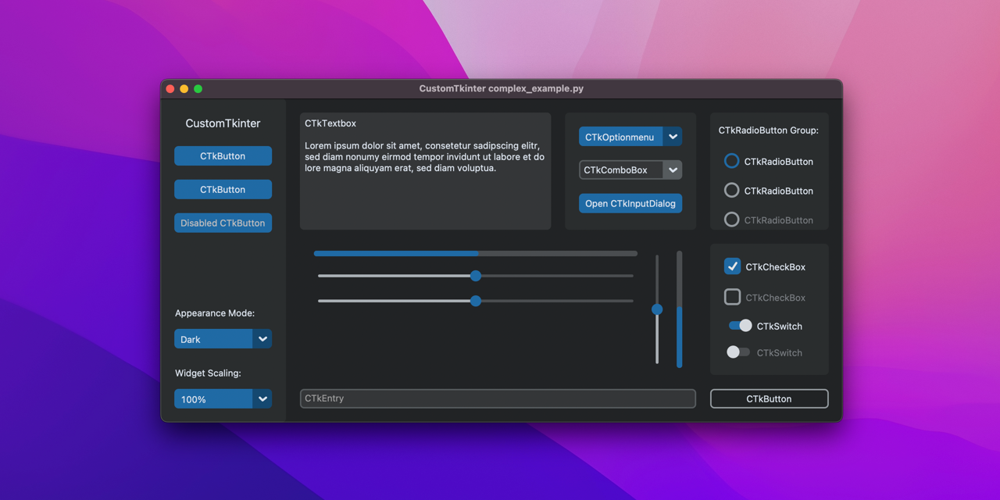 CustomTkinter complex_example.py
CustomTkinter
CTkButton
CTkButton
Disabled CTkButton
Appearance Mode:
Dark
Widget Scaling:
100%
CTkTextbox
Lorem ipsum dolor sit amet, consetetur sadipscing elitr,
sed diam nonumy eirmod tempor invidunt ut labore et do
lore magna aliquyam erat, sed diam voluptua.
CTkOptionmenu
CTkComboBox
Open CTkInputDialog
CTkRadioButton Group:
CTkRadioButton
CTkRadioButton
CTkRadioButton
CTkCheckBox
CTkCheckBox
CTkSwitch
CTkSwitch
CTkEntry
CTkButton